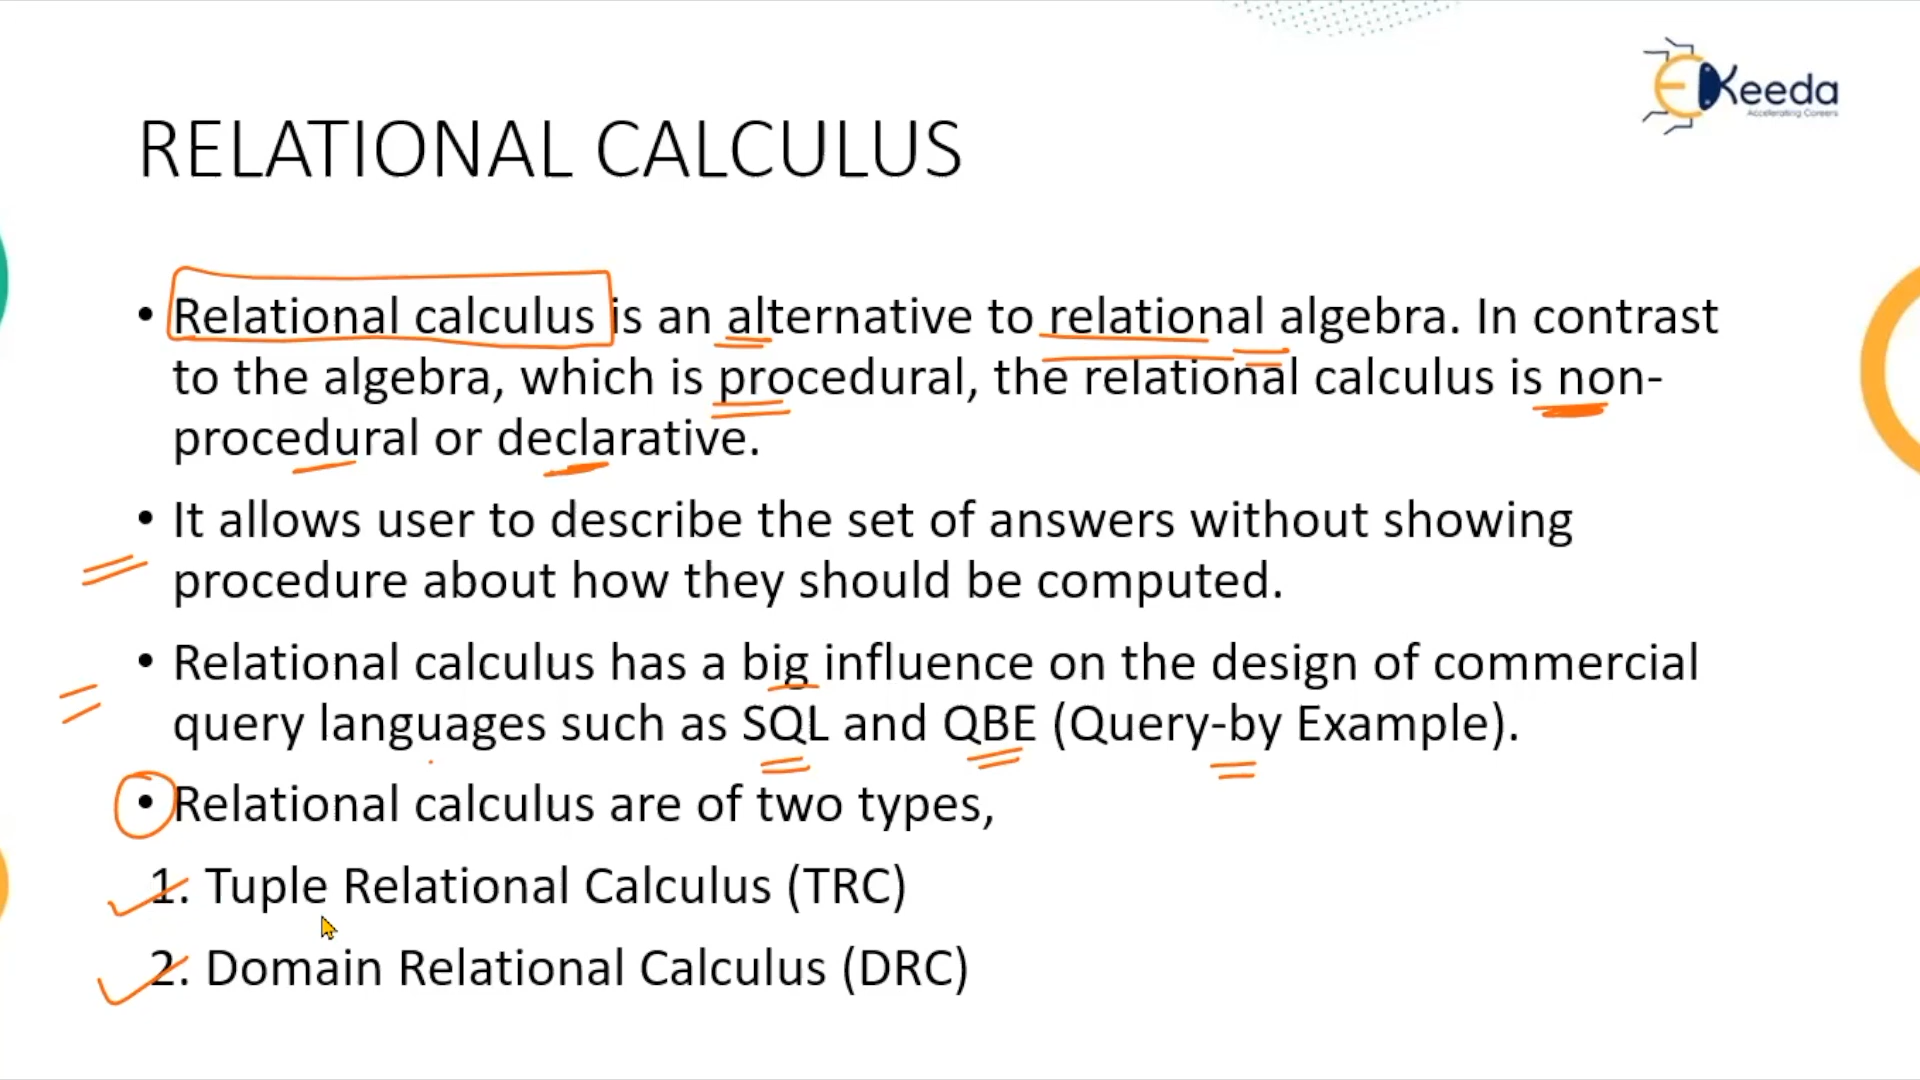 Keeda
Accelerating Careers
RELATIONAL CALCULUS
• Relational calculus is an alternative to relational algebra. In contrast
to the algebra, which is procedural, the relational calculus is non-
procedural or declarative.
• It allows user to describe the set of answers without showing
procedure about how they should be computed.
• Relational calculus has a big influence on the design of commercial
query languages such as SQL and QBE (Query-by Example).
• Relational calculus are of two types,
1. Tuple Relational Calculus (TRC)
2. Domain Relational Calculus (DRC)